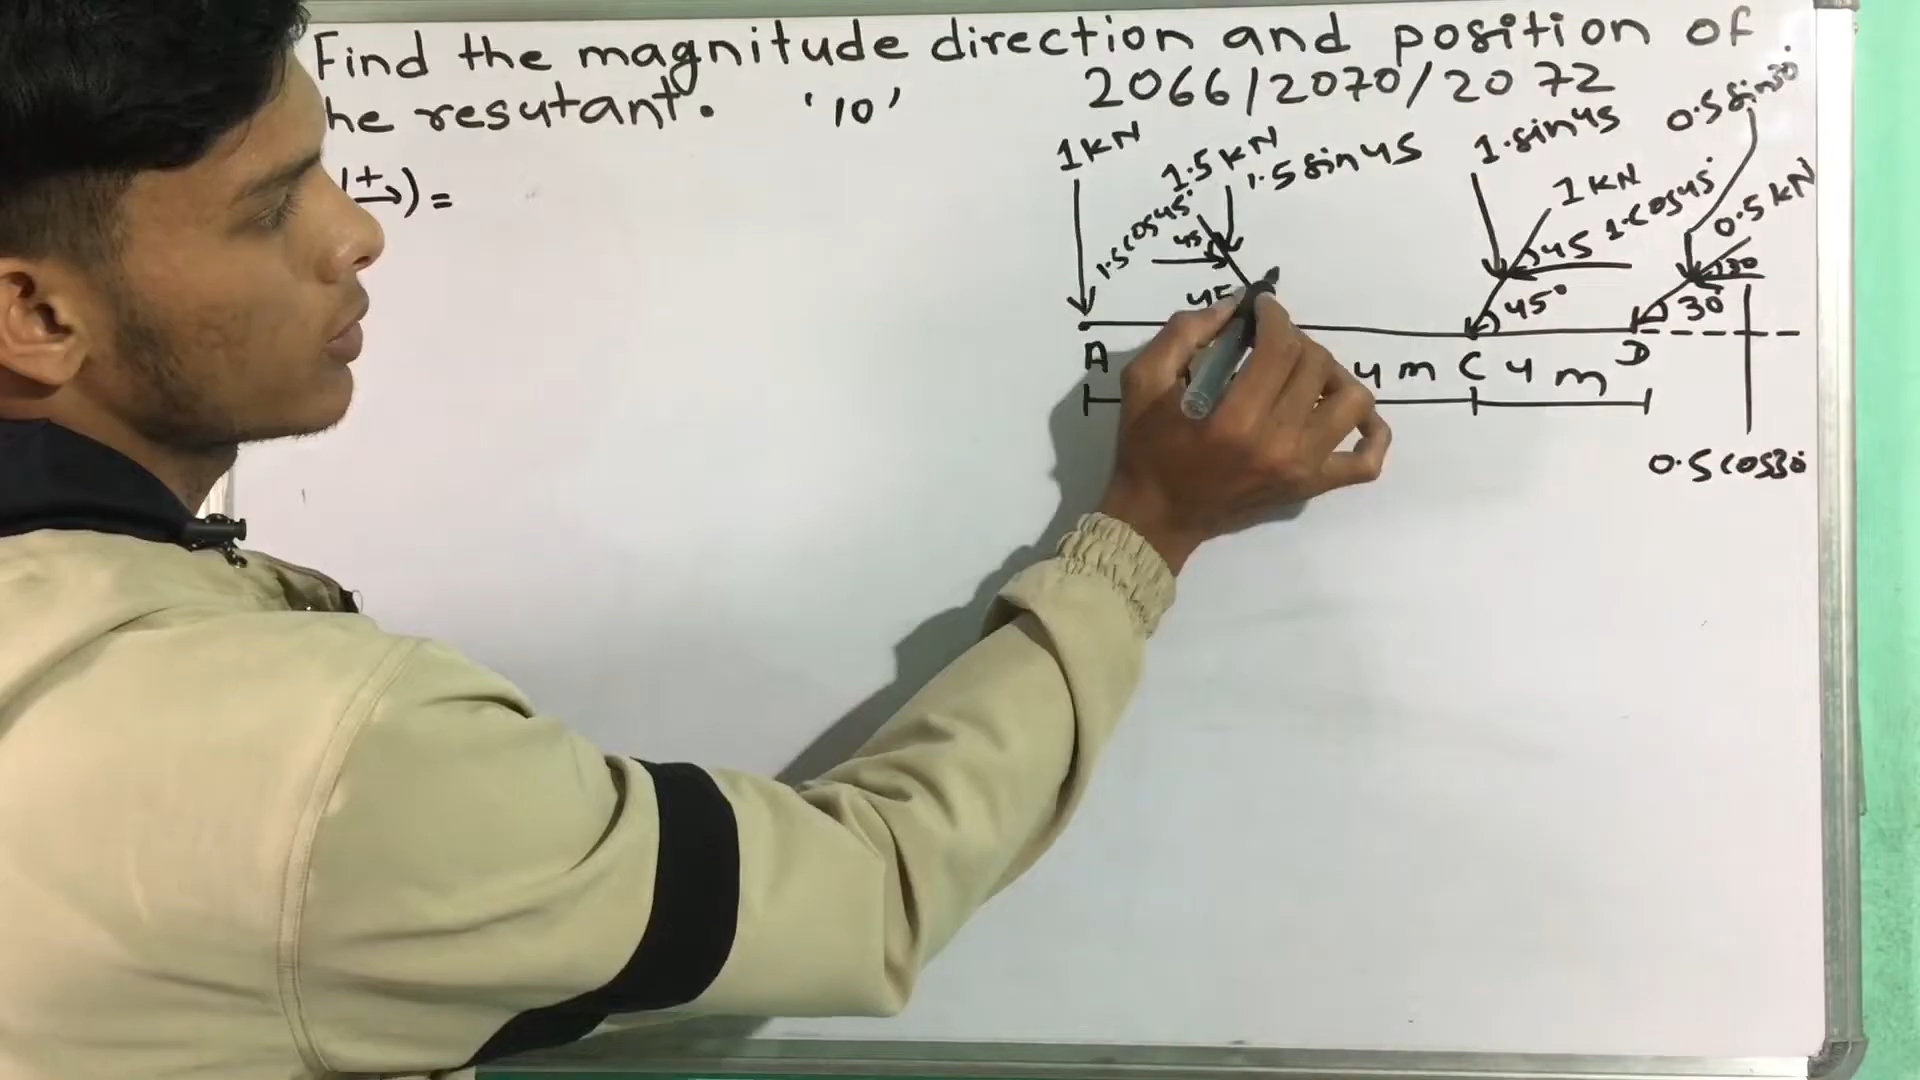 Find the magnitude direction and position of
he resutant. '10' 2066/2070/2072
(+→) =
1KN
1.5KN
1.5sin45
1.5cos45°
45
45
1.sin45
1KN
1.cos45°
45
45°
0.5sin30
0.5KN
30
30°
A
4m C 4m D
0.5cos30